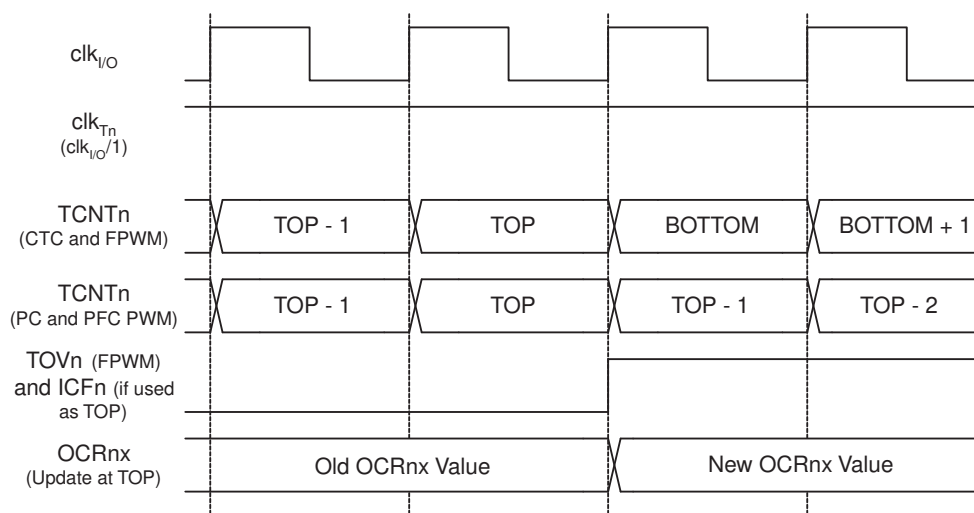 clkI/O
clkTn
(clkI/O/1)
TCNTn
(CTC and FPWM)
TOP - 1
TOP
BOTTOM
BOTTOM + 1
TCNTn
(PC and PFC PWM)
TOP - 1
TOP
TOP - 1
TOP - 2
TOVn (FPWM)
and ICFn (if used
as TOP)
OCRnx
(Update at TOP)
Old OCRnx Value
New OCRnx Value